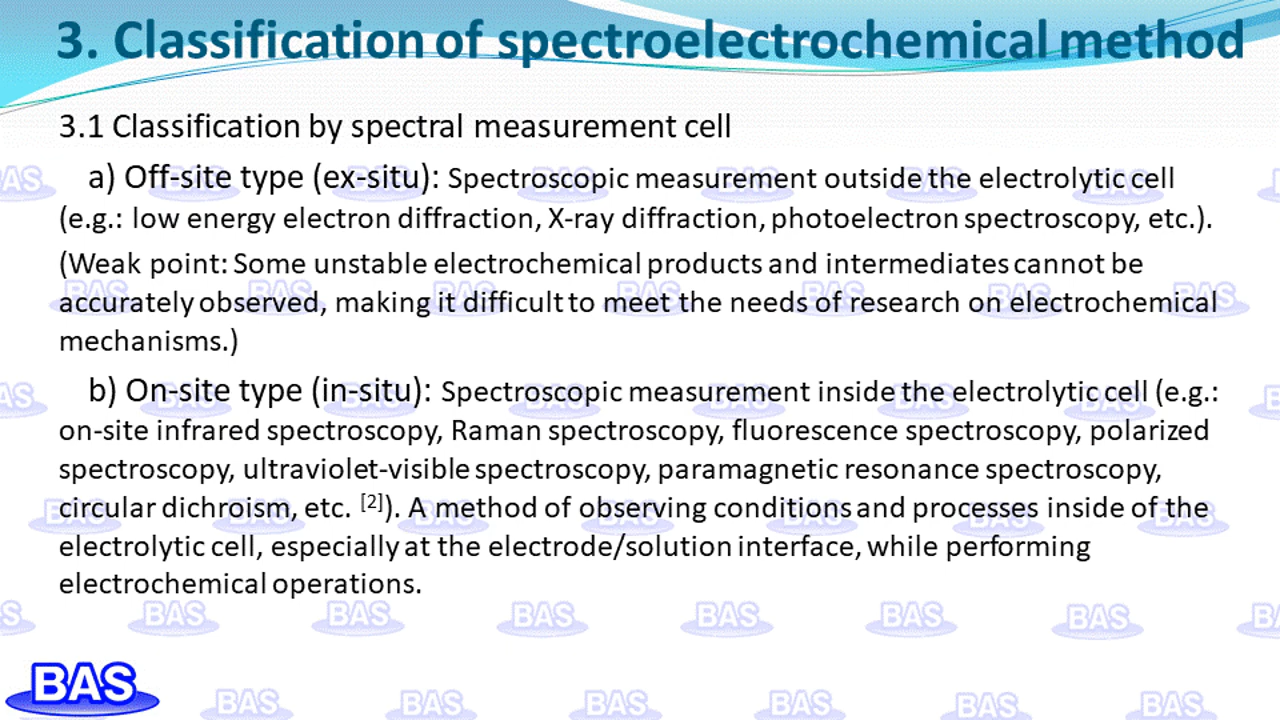 3. Classification of spectroelectrochemical method
3.1 Classification by spectral measurement cell
a) Off-site type (ex-situ): Spectroscopic measurement outside the electrolytic cell
(e.g.: low energy electron diffraction, X-ray diffraction, photoelectron spectroscopy, etc.).
(Weak point: Some unstable electrochemical products and intermediates cannot be
accurately observed, making it difficult to meet the needs of research on electrochemical
mechanisms.)
b) On-site type (in-situ): Spectroscopic measurement inside the electrolytic cell (e.g.:
on-site infrared spectroscopy, Raman spectroscopy, fluorescence spectroscopy, polarized
spectroscopy, ultraviolet-visible spectroscopy, paramagnetic resonance spectroscopy,
circular dichroism, etc. [2]). A method of observing conditions and processes inside of the
electrolytic cell, especially at the electrode/solution interface, while performing
electrochemical operations.
BAS